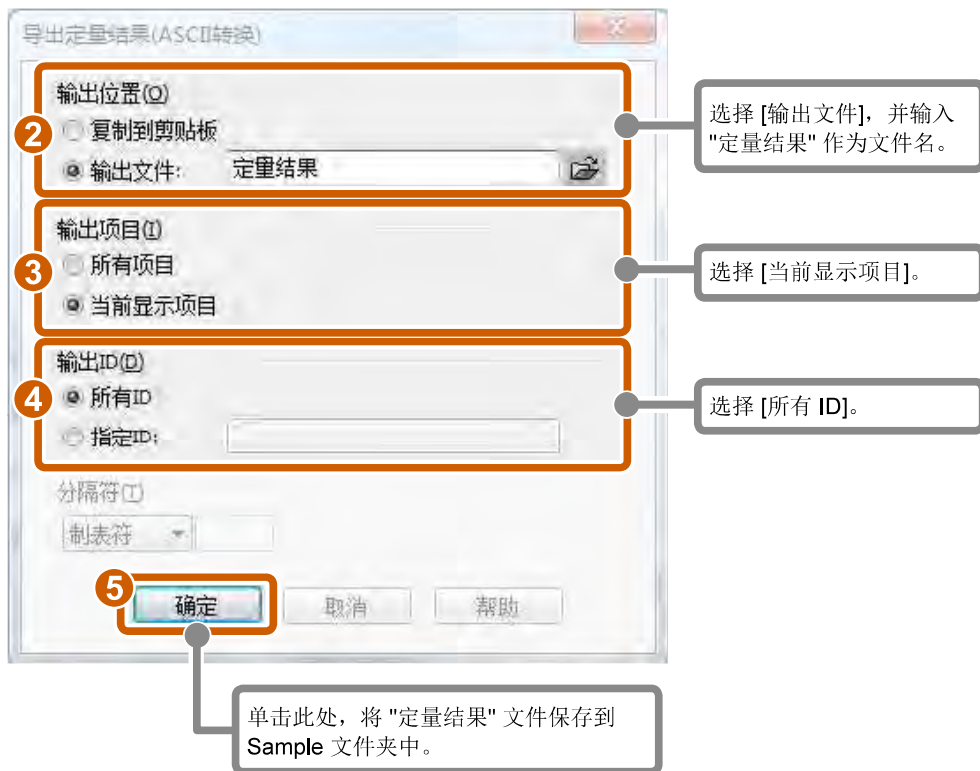 导出定量结果(ASCII转换)
输出位置(O)
2
复制到剪贴板
输出文件: 定量结果
选择 [输出文件]，并输入
"定量结果" 作为文件名。
输出项目(I)
3
所有项目
当前显示项目
选择 [当前显示项目]。
输出ID(D)
4
所有ID
指定ID:
选择 [所有 ID]。
分隔符(T)
制表符
5
确定 取消 帮助
单击此处，将 "定量结果" 文件保存到
Sample 文件夹中。